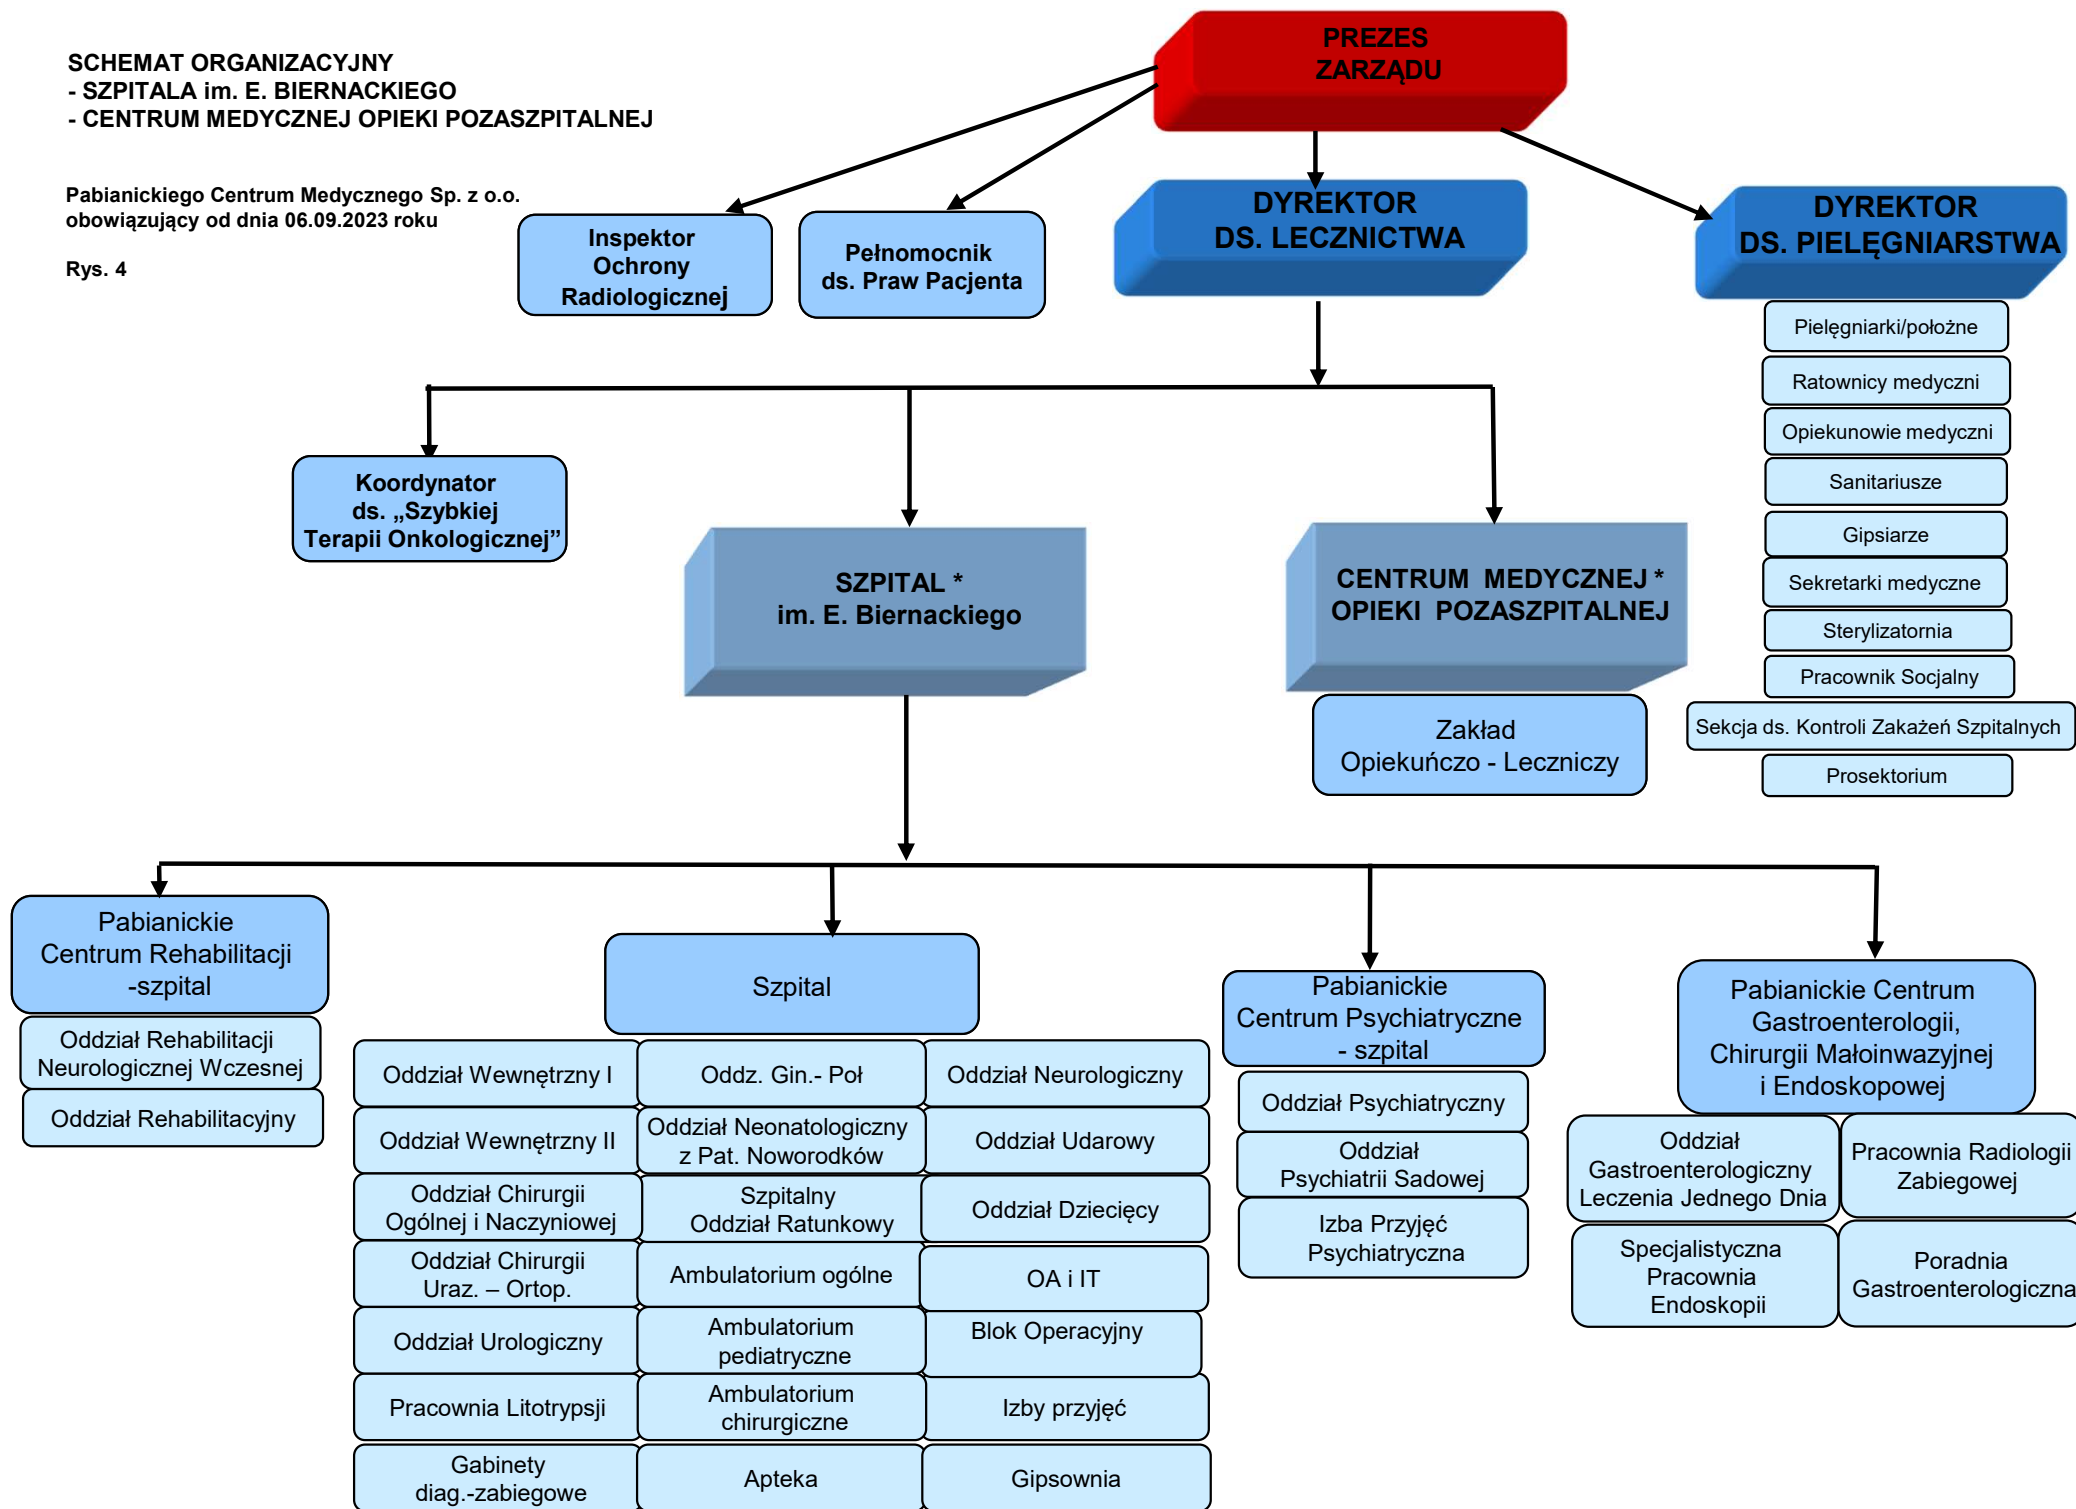 SCHEMAT ORGANIZACYJNY
- SZPITALA im. E. BIERNACKIEGO
- CENTRUM MEDYCZNEJ OPIEKI POZASZPITALNEJ
Pabianickiego Centrum Medycznego Sp. z o.o.
obowiązujący od dnia 06.09.2023 roku
Rys. 4
PREZES
ZARZĄDU
Inspektor
Ochrony
Radiologicznej
Pełnomocnik
ds. Praw Pacjenta
DYREKTOR
DS. LECZNICTWA
DYREKTOR
DS. PIELĘGNIARSTWA
Pielęgniarki/położne
Ratownicy medyczni
Opiekunowie medyczni
Sanitariusze
Gipsiarze
Sekretarki medyczne
Sterylizatornia
Pracownik Socjalny
Sekcja ds. Kontroli Zakażeń Szpitalnych
Prosektorium
Koordynator
ds. „Szybkiej
Terapii Onkologicznej”
SZPITAL *
im. E. Biernackiego
CENTRUM MEDYCZNEJ *
OPIEKI POZASZPITALNEJ
Zakład
Opiekuńczo - Leczniczy
Pabianickie
Centrum Rehabilitacji
-szpital
Oddział Rehabilitacji
Neurologicznej Wczesnej
Oddział Rehabilitacyjny
Szpital
Oddział Wewnętrzny I
Oddział Wewnętrzny II
Oddział Chirurgii
Ogólnej i Naczyniowej
Oddział Chirurgii
Uraz. – Ortop.
Oddział Urologiczny
Pracownia Litotrypsji
Gabinety
diag.-zabiegowe
Oddz. Gin.- Poł
Oddział Neonatologiczny
z Pat. Noworodków
Szpitalny
Oddział Ratunkowy
Ambulatorium ogólne
Ambulatorium
pediatryczne
Ambulatorium
chirurgiczne
Apteka
Oddział Neurologiczny
Oddział Udarowy
Oddział Dziecięcy
OA i IT
Blok Operacyjny
Izby przyjęć
Gipsownia
Pabianickie
Centrum Psychiatryczne
- szpital
Oddział Psychiatryczny
Oddział
Psychiatrii Sadowej
Izba Przyjęć
Psychiatryczna
Pabianickie Centrum
Gastroenterologii,
Chirurgii Małoinwazyjnej
i Endoskopowej
Oddział
Gastroenterologiczny
Leczenia Jednego Dnia
Specjalistyczna
Pracownia
Endoskopii
Pracownia Radiologii
Zabiegowej
Poradnia
Gastroenterologiczna